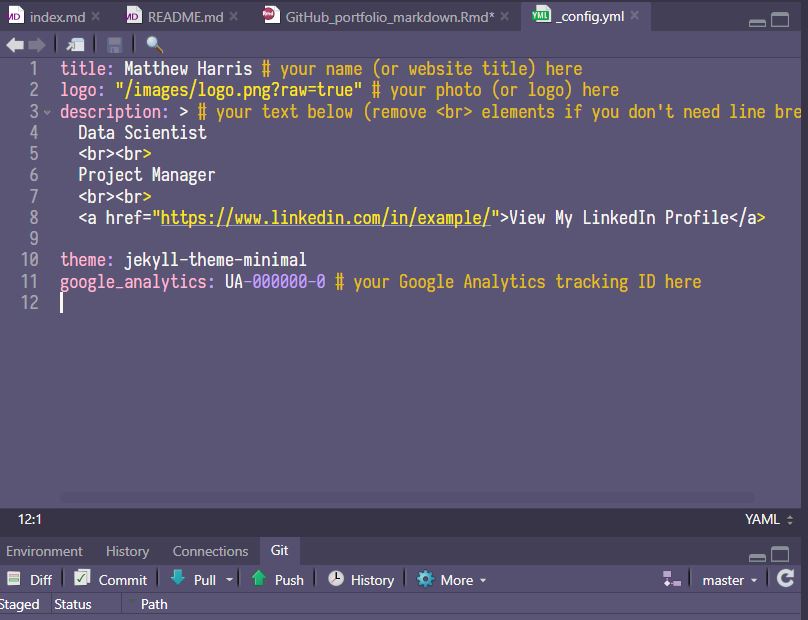 index.md README.md GitHub_portfolio_markdown.Rmd* _config.yml
1 title: Matthew Harris # your name (or website title) here
2 logo: "/images/logo.png?raw=true" # your photo (or logo) here
3 description: > # your text below (remove <br> elements if you don't need line bre
4 Data Scientist
5 <br><br>
6 Project Manager
7 <br><br>
8 <a href="https://www.linkedin.com/in/example/">View My LinkedIn Profile</a>
9
10 theme: jekyll-theme-minimal
11 google_analytics: UA-000000-0 # your Google Analytics tracking ID here
12
12:1 YAML
Environment History Connections Git
Diff Commit Pull Push History More master
Staged Status Path